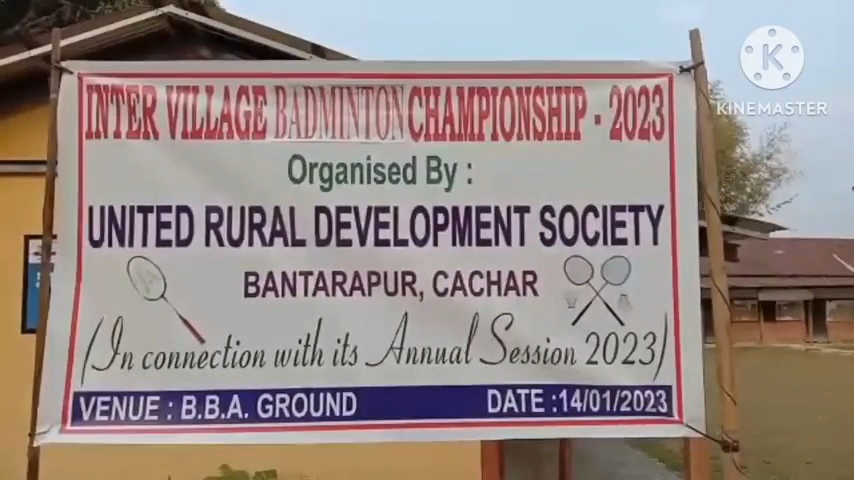 INTER VILLAGE BADMINTON CHAMPIONSHIP - 2023
Organised By :
UNITED RURAL DEVELOPMENT SOCIETY
BANTARAPUR, CACHAR
(In connection with its Annual Session 2023)
VENUE : B.B.A. GROUND DATE :14/01/2023
K
KINEMASTER